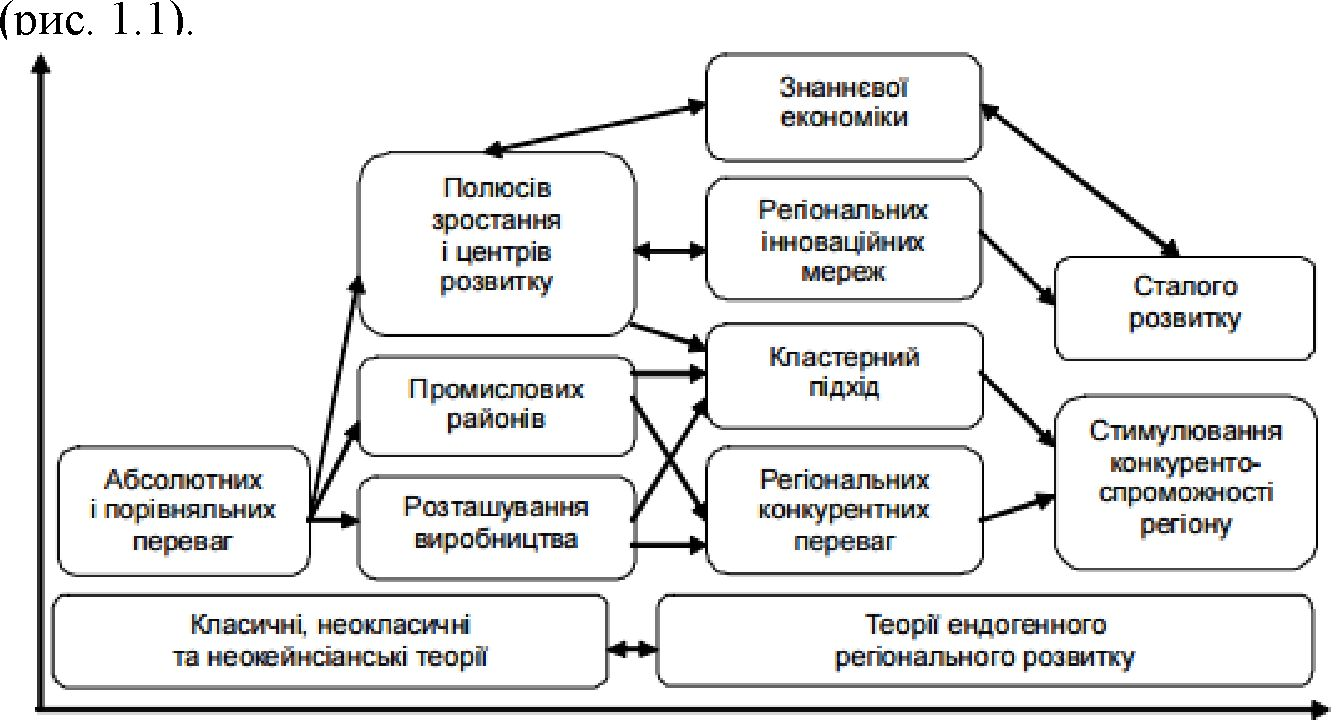 (рис. 1.1).
Знаннєвої
економіки
Полюсів
зростання
і центрів
розвитку
Регіональних
інноваційних
мереж
Сталого
розвитку
Кластерний
підхід
Промислових
районів
Стимулювання
конкуренто-
спроможності
регіону
Абсолютних
і порівняльних
переваг
Розташування
виробництва
Регіональних
конкурентних
переваг
Класичні, неокласичні
та неокейнсіанські теорії
Теорії ендогенного
регіонального розвитку